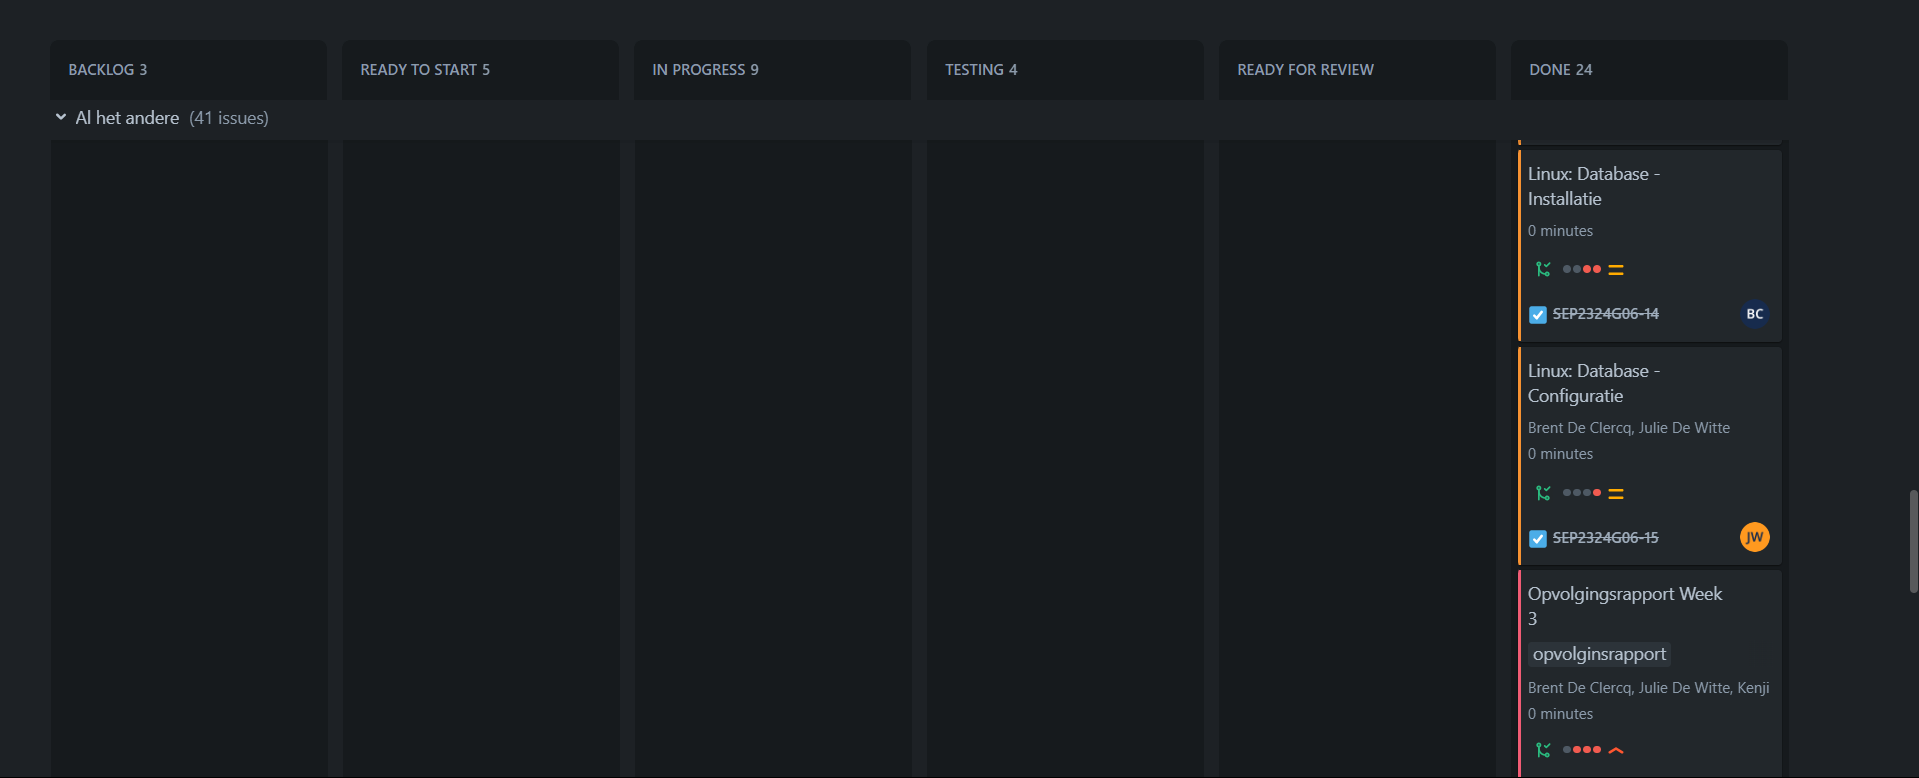 BACKLOG 3
READY TO START 5
IN PROGRESS 9
TESTING 4
READY FOR REVIEW
DONE 24
Al het andere (41 issues)
Linux: Database -
Installatie
0 minutes
SEP2324G06-14
BC
Linux: Database -
Configuratie
Brent De Clercq, Julie De Witte
0 minutes
SEP2324G06-15
JW
Opvolgingsrapport Week
3
opvolginsrapport
Brent De Clercq, Julie De Witte, Kenji
0 minutes